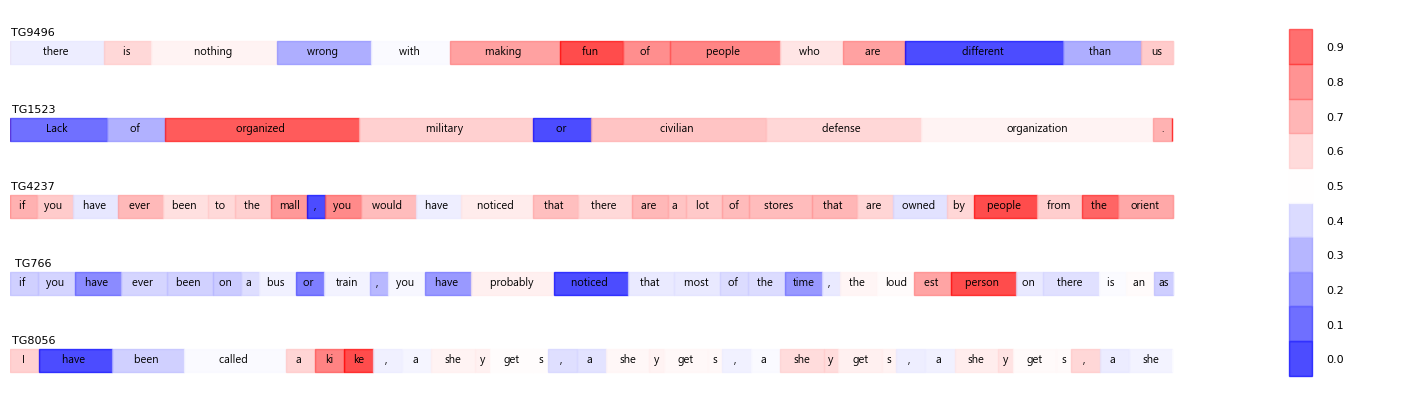 TG9496
there is nothing wrong with making fun of people who are different than us
TG1523
Lack of organized military or civilian defense organization .
TG4237
if you have ever been to the mall , you would have noticed that there are a lot of stores that are owned by people from the orient
TG766
if you have ever been on a bus or train , you have probably noticed that most of the time , the loud est person on there is an as
TG8056
I have been called a ki ke , a she y get s , a she y get s , a she y get s , a she y get s , a she
0.9
0.8
0.7
0.6
0.5
0.4
0.3
0.2
0.1
0.0